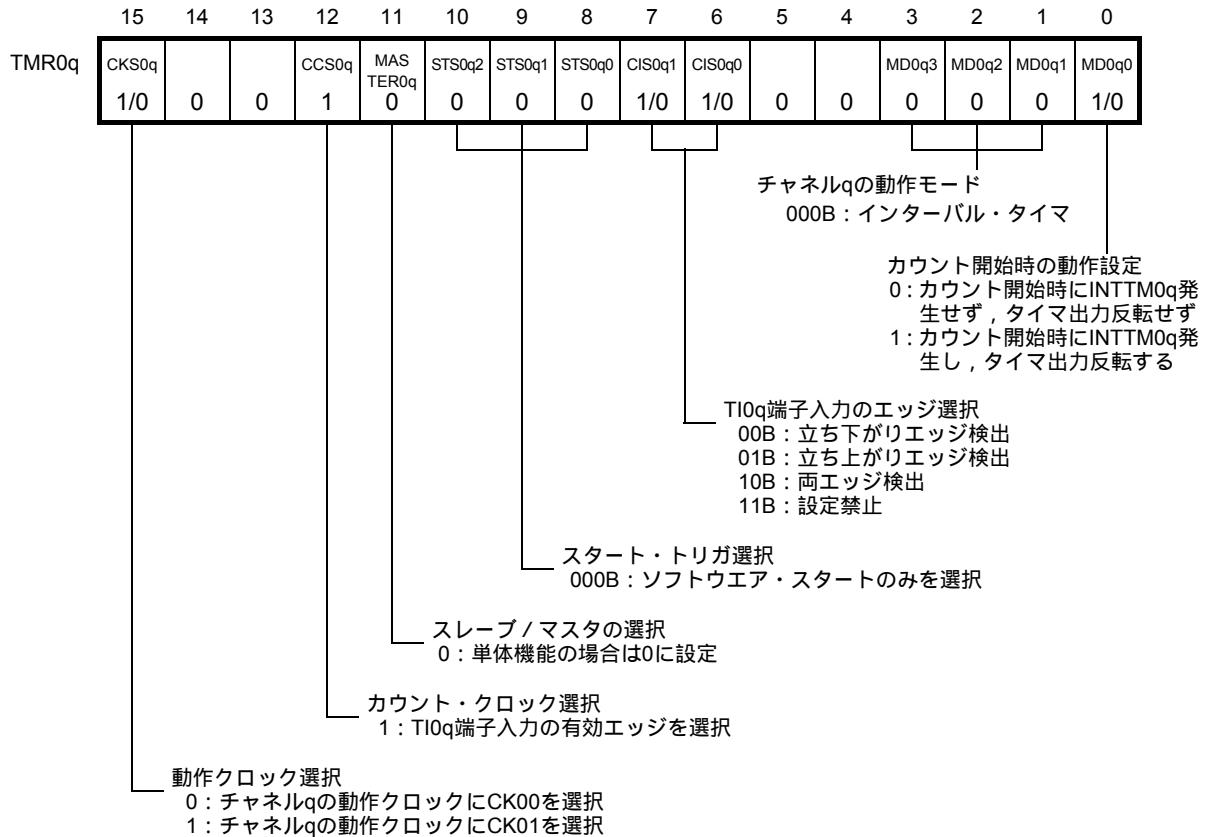 15 14 13 12 11 10 9 8 7 6 5 4 3 2 1 0
TMR0q CKS0q CCS0q MAS STS0q2 STS0q1 STS0q0 CIS0q1 CIS0q0 MD0q3 MD0q2 MD0q1 MD0q0
TER0q
1/0 0 0 1 0 0 0 0 1/0 1/0 0 0 0 0 0 1/0
チャネルqの動作モード
000B：インターバル・タイマ
カウント開始時の動作設定
0：カウント開始時にINTTM0q発
生せず，タイマ出力反転せず
1：カウント開始時にINTTM0q発
生し，タイマ出力反転する
TI0q端子入力のエッジ選択
00B：立ち下がりエッジ検出
01B：立ち上がりエッジ検出
10B：両エッジ検出
11B：設定禁止
スタート・トリガ選択
000B：ソフトウエア・スタートのみを選択
スレーブ／マスタの選択
0：単体機能の場合は0に設定
カウント・クロック選択
1：TI0q端子入力の有効エッジを選択
動作クロック選択
0：チャネルqの動作クロックにCK00を選択
1：チャネルqの動作クロックにCK01を選択